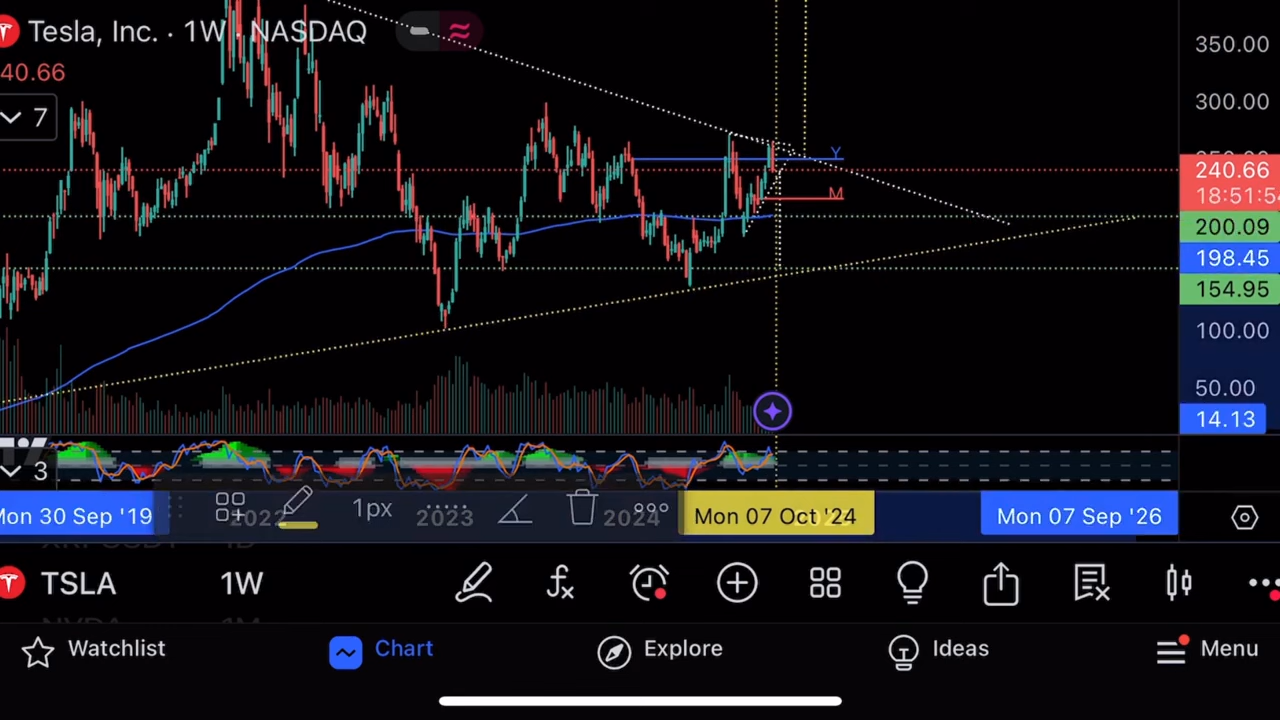 Tesla, Inc. · 1W · NASDAQ
350.00
40.66
300.00
7
Y
240.66
18:51:5
M
200.09
198.45
154.95
100.00
50.00
14.13
3
Mon 30 Sep '19
2022
1px
2023
2024
Mon 07 Oct '24
Mon 07 Sep '26
TSLA
1W
Watchlist
Chart
Explore
Ideas
Menu